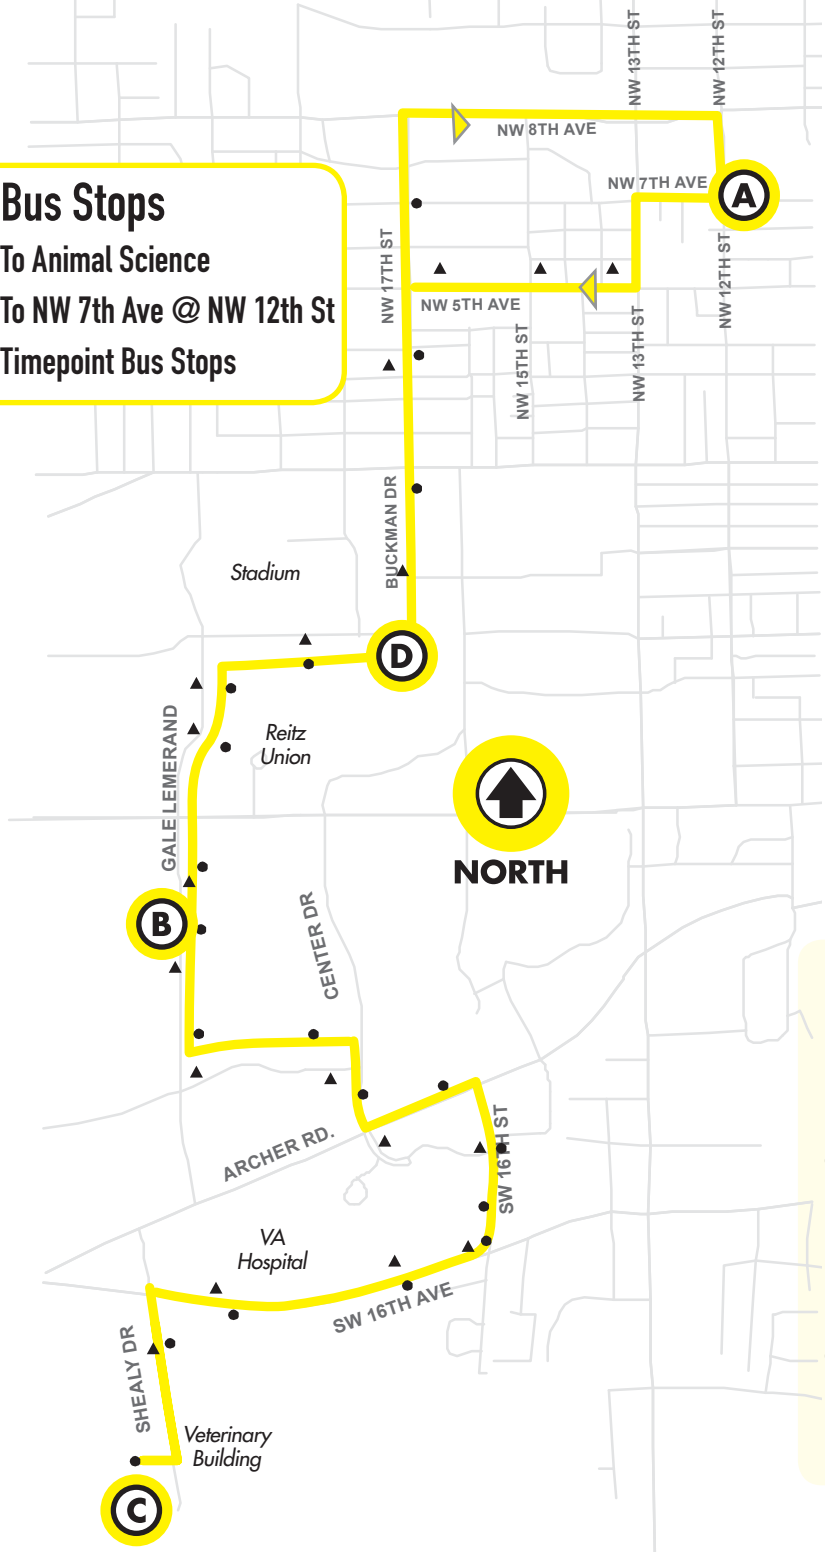 NW 13TH ST
NW 12TH ST
NW 8TH AVE
NW 7TH AVE
A
Bus Stops
To Animal Science
To NW 7th Ave @ NW 12th St
Timepoint Bus Stops
NW 17TH ST
NW 12TH ST
NW 5TH AVE
NW 15TH ST
NW 13TH ST
BUCKMAN DR
Stadium
D
GALE LEMERAND
Reitz
Union
NORTH
B
CENTER DR
ARCHER RD.
SW 16TH ST
VA
Hospital
SW 16TH AVE
SHEALY DR
Veterinary
Building
C